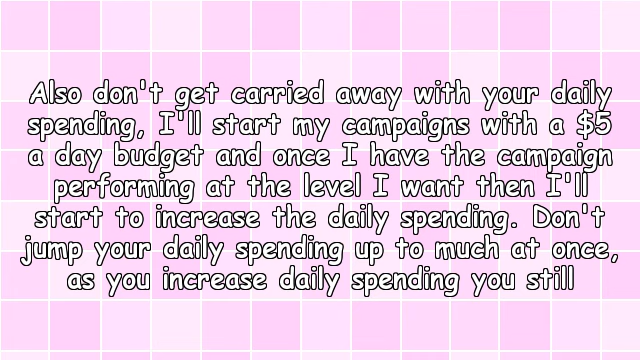 Also don't get carried away with your daily
spending, I'll start my campaigns with a $5
a day budget and once I have the campaign
performing at the level I want then I'll
start to increase the daily spending. Don't
jump your daily spending up to much at once,
as you increase daily spending you still